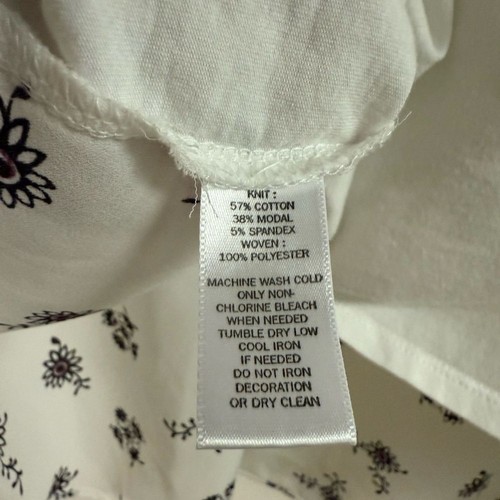 KNIT :
57% COTTON
38% MODAL
5% SPANDEX
WOVEN :
100% POLYESTER
MACHINE WASH COLD
ONLY NON-
CHLORINE BLEACH
WHEN NEEDED
TUMBLE DRY LOW
COOL IRON
IF NEEDED
DO NOT IRON
DECORATION
OR DRY CLEAN